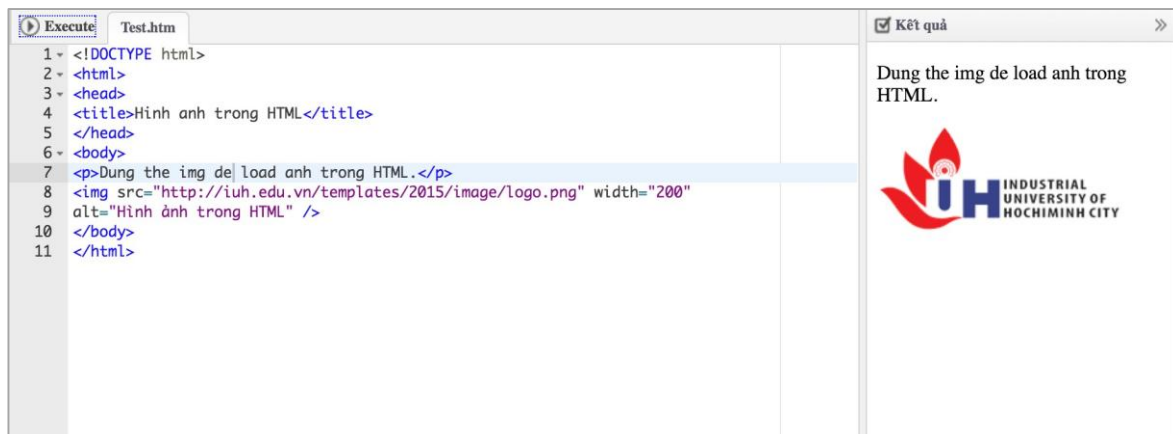 Execute Test.htm
1 <!DOCTYPE html>
2 <html>
3 <head>
4 <title>Hinh anh trong HTML</title>
5 </head>
6 <body>
7 <p>Dung the img de load anh trong HTML.</p>
8 <img src="http://iuh.edu.vn/templates/2015/image/logo.png" width="200"
9 alt="Hình ảnh trong HTML" />
10 </body>
11 </html>
Kết quả
Dung the img de load anh trong
HTML.
IUH
INDUSTRIAL
UNIVERSITY OF
HOCHIMINH CITY